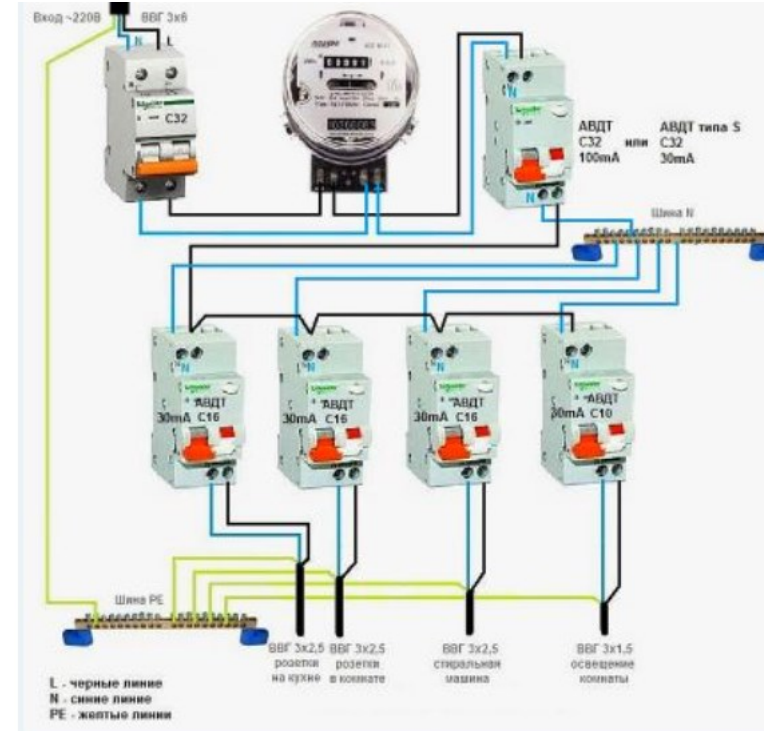 Вход ~220В
ВВГ 3х6
N
L
C32
N
АВДТ
C32
100mA
или
АВДТ типа S
C32
30mA
N
Шина N
N
N
N
N
АВДТ
30mA C16
АВДТ
30mA C16
АВДТ
30mA C16
АВДТ
30mA C10
Шина PE
ВВГ 3х2,5
розетки
на кухне
ВВГ 3х2,5
розетки
в комнате
ВВГ 3х2,5
стиральная
машина
ВВГ 3х1,5
освещение
комнаты
L - черные линие
N - синие линие
PE - желтые линии